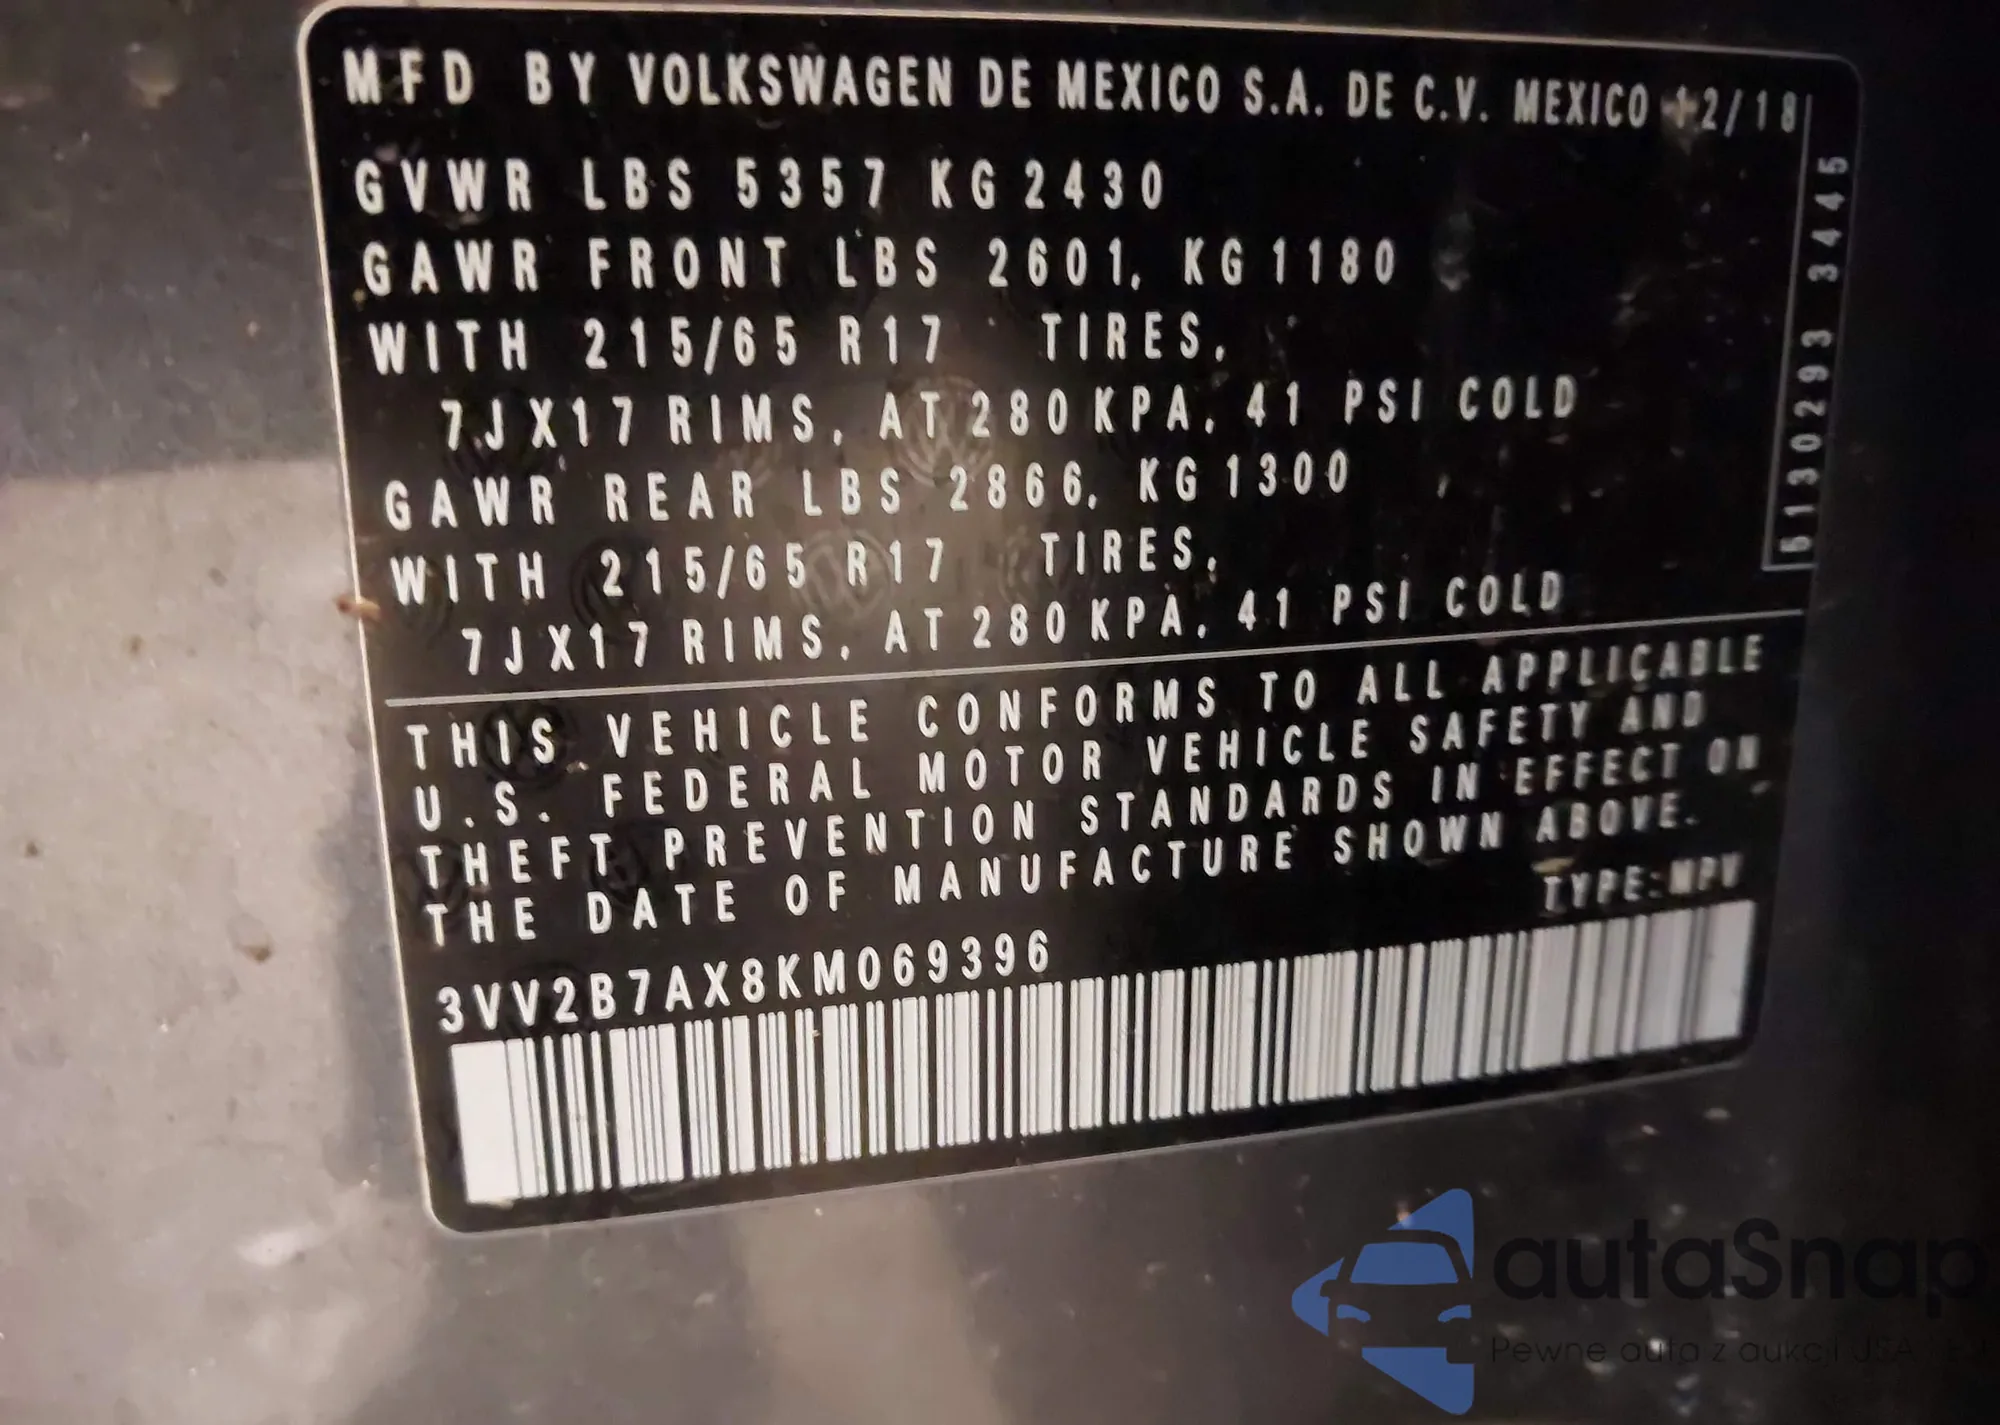 MFD BY VOLKSWAGEN DE MEXICO S.A. DE C.V. MEXICO 12/18
GVWR LBS 5357 KG 2430
GAWR FRONT LBS 2601, KG 1180
WITH 215/65 R17 TIRES,
7JX17 RIMS, AT 280 KPA, 41 PSI COLD
GAWR REAR LBS 2866, KG 1300
WITH 215/65 R17 TIRES,
7JX17 RIMS, AT 280 KPA, 41 PSI COLD
5130293 3445
THIS VEHICLE CONFORMS TO ALL APPLICABLE
U.S. FEDERAL MOTOR VEHICLE SAFETY AND
THEFT PREVENTION STANDARDS IN EFFECT ON
THE DATE OF MANUFACTURE SHOWN ABOVE.
TYPE:MPV
3VV2B7AX8KM069396
autaSnap
Pewne auta z aukcji USA